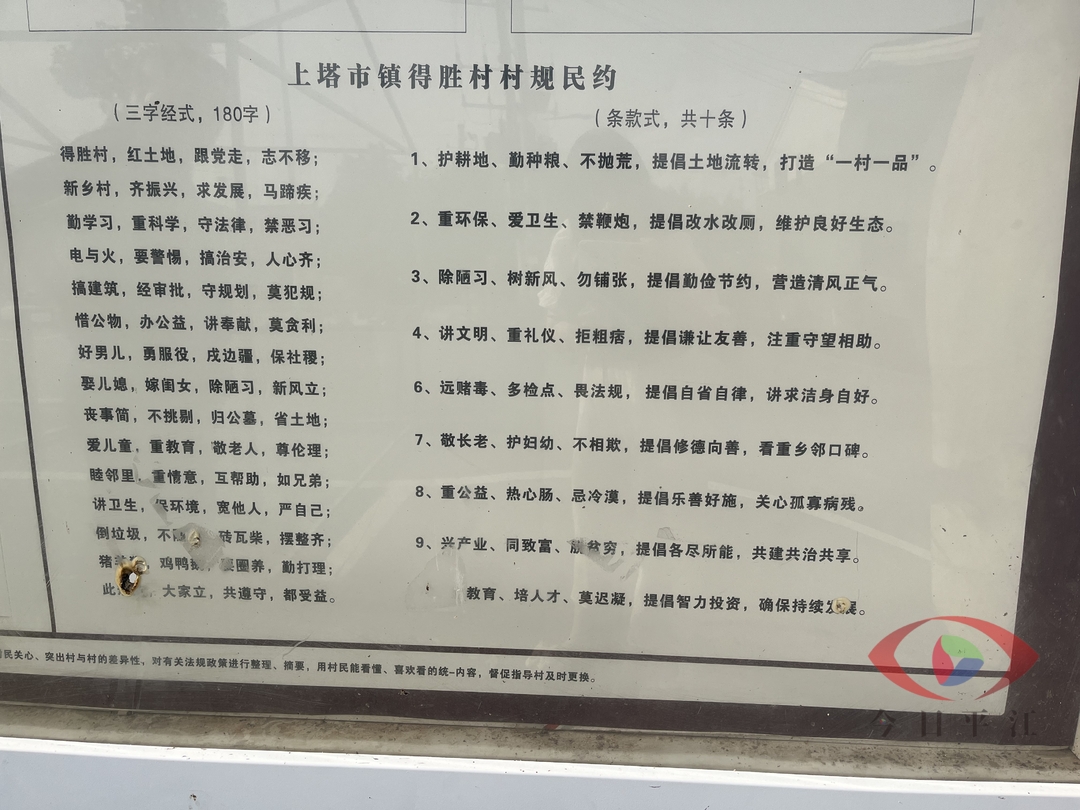 上塔市镇得胜村村规民约
（三字经式，180字）
得胜村，红土地，跟党走，志不移；
新乡村，齐振兴，求发展，马蹄疾；
勤学习，重科学，守法律，禁恶习；
电与火，要警惕，搞治安，人心齐；
搞建筑，经审批，守规划，莫犯规；
惜公物，办公益，讲奉献，莫贪利；
好男儿，勇服役，戍边疆，保社稷；
娶儿媳，嫁闺女，除陋习，新风立；
丧事简，不挑剔，归公墓，省土地；
爱儿童，重教育，敬老人，尊伦理；
睦邻里，重情意，互帮助，如兄弟；
讲卫生，保环境，宽他人，严自己；
倒垃圾，不 砖瓦柴，摆整齐；
猪 鸡鸭 圈养，勤打理；
此 大家立，共遵守，都受益。
（条款式，共十条）
1、护耕地、勤种粮、不抛荒，提倡土地流转，打造“一村一品”。
2、重环保、爱卫生、禁鞭炮，提倡改水改厕，维护良好生态。
3、除陋习、树新风、勿铺张，提倡勤俭节约，营造清风正气。
4、讲文明、重礼仪、拒粗痞，提倡谦让友善，注重守望相助。
6、远赌毒、多检点、畏法规，提倡自省自律，讲求洁身自好。
7、敬长老、护妇幼、不相欺，提倡修德向善，看重乡邻口碑。
8、重公益、热心肠、忌冷漠，提倡乐善好施，关心孤寡病残。
9、兴产业、同致富、脱贫穷，提倡各尽所能，共建共治共享。
教育、培人才、莫迟凝，提倡智力投资，确保持续发展。
民关心、突出村与村的差异性，对有关法规政策进行整理、摘要，用村民能看懂、喜欢看的统一内容，督促指导村及时更换。
今日平江